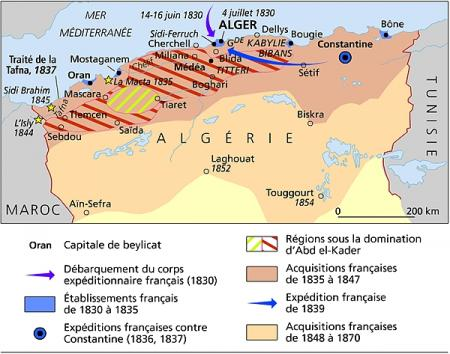 MER
MÉDITERRANÉE
14-16 juin 1830
4 juillet 1830
ALGER
Sidi-Ferruch
Dellys
Cherchell
GDE KABYLIE
Bougie
Bône
Constantine
Traité de la
Tafna, 1837
Mostaganem
Miliana
Blida
BIBANS
Chélif
Médéa
TITTERI
Sétif
Oran
La Macta 1835
Boghari
Sidi Brahim
1845
Mascara
Tafna
Tiaret
Tlemcen
Biskra
L'Isly
1844
Sebdou
Saïda
ALGÉRIE
TUNISIE
Laghouat
1852
Touggourt
1854
Aïn-Sefra
MAROC
0
200 km
Oran Capitale de beylicat
Régions sous la domination
d'Abd el-Kader
Débarquement du corps
expéditionnaire français (1830)
Acquisitions françaises
de 1835 à 1847
Établissements français
de 1830 à 1835
Expédition française
de 1839
Expéditions françaises contre
Constantine (1836, 1837)
Acquisitions françaises
de 1848 à 1870